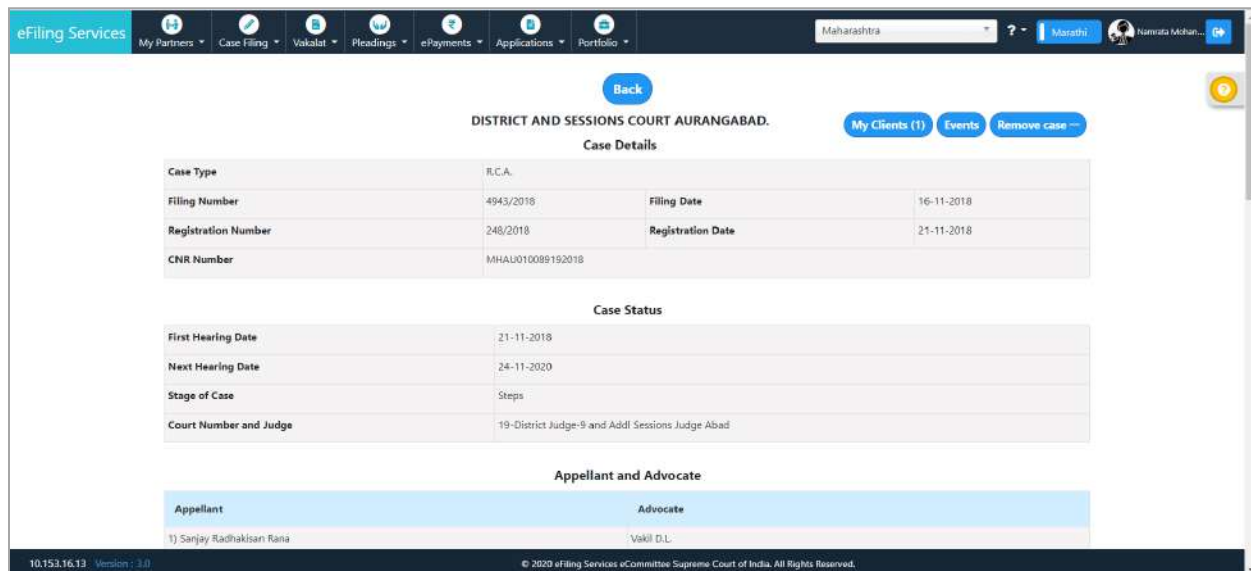 eFiling Services
My Partners Case Filing Vakalat Pleadings ePayments Applications Portfolio
Maharashtra
? Marathi Namrata Mohan...
Back
DISTRICT AND SESSIONS COURT AURANGABAD.
My Clients (1) Events Remove case —
Case Details
Case Type R.C.A.
Filing Number 4943/2018 Filing Date 16-11-2018
Registration Number 248/2018 Registration Date 21-11-2018
CNR Number MHAU010089192018
Case Status
First Hearing Date 21-11-2018
Next Hearing Date 24-11-2020
Stage of Case Steps
Court Number and Judge 19-District Judge-9 and Addl Sessions Judge Abad
Appellant and Advocate
Appellant Advocate
1) Sanjay Radhakisan Rana Vakil D.L.
10.153.16.13 Version : 3.0 © 2020 eFiling Services eCommittee Supreme Court of India. All Rights Reserved.